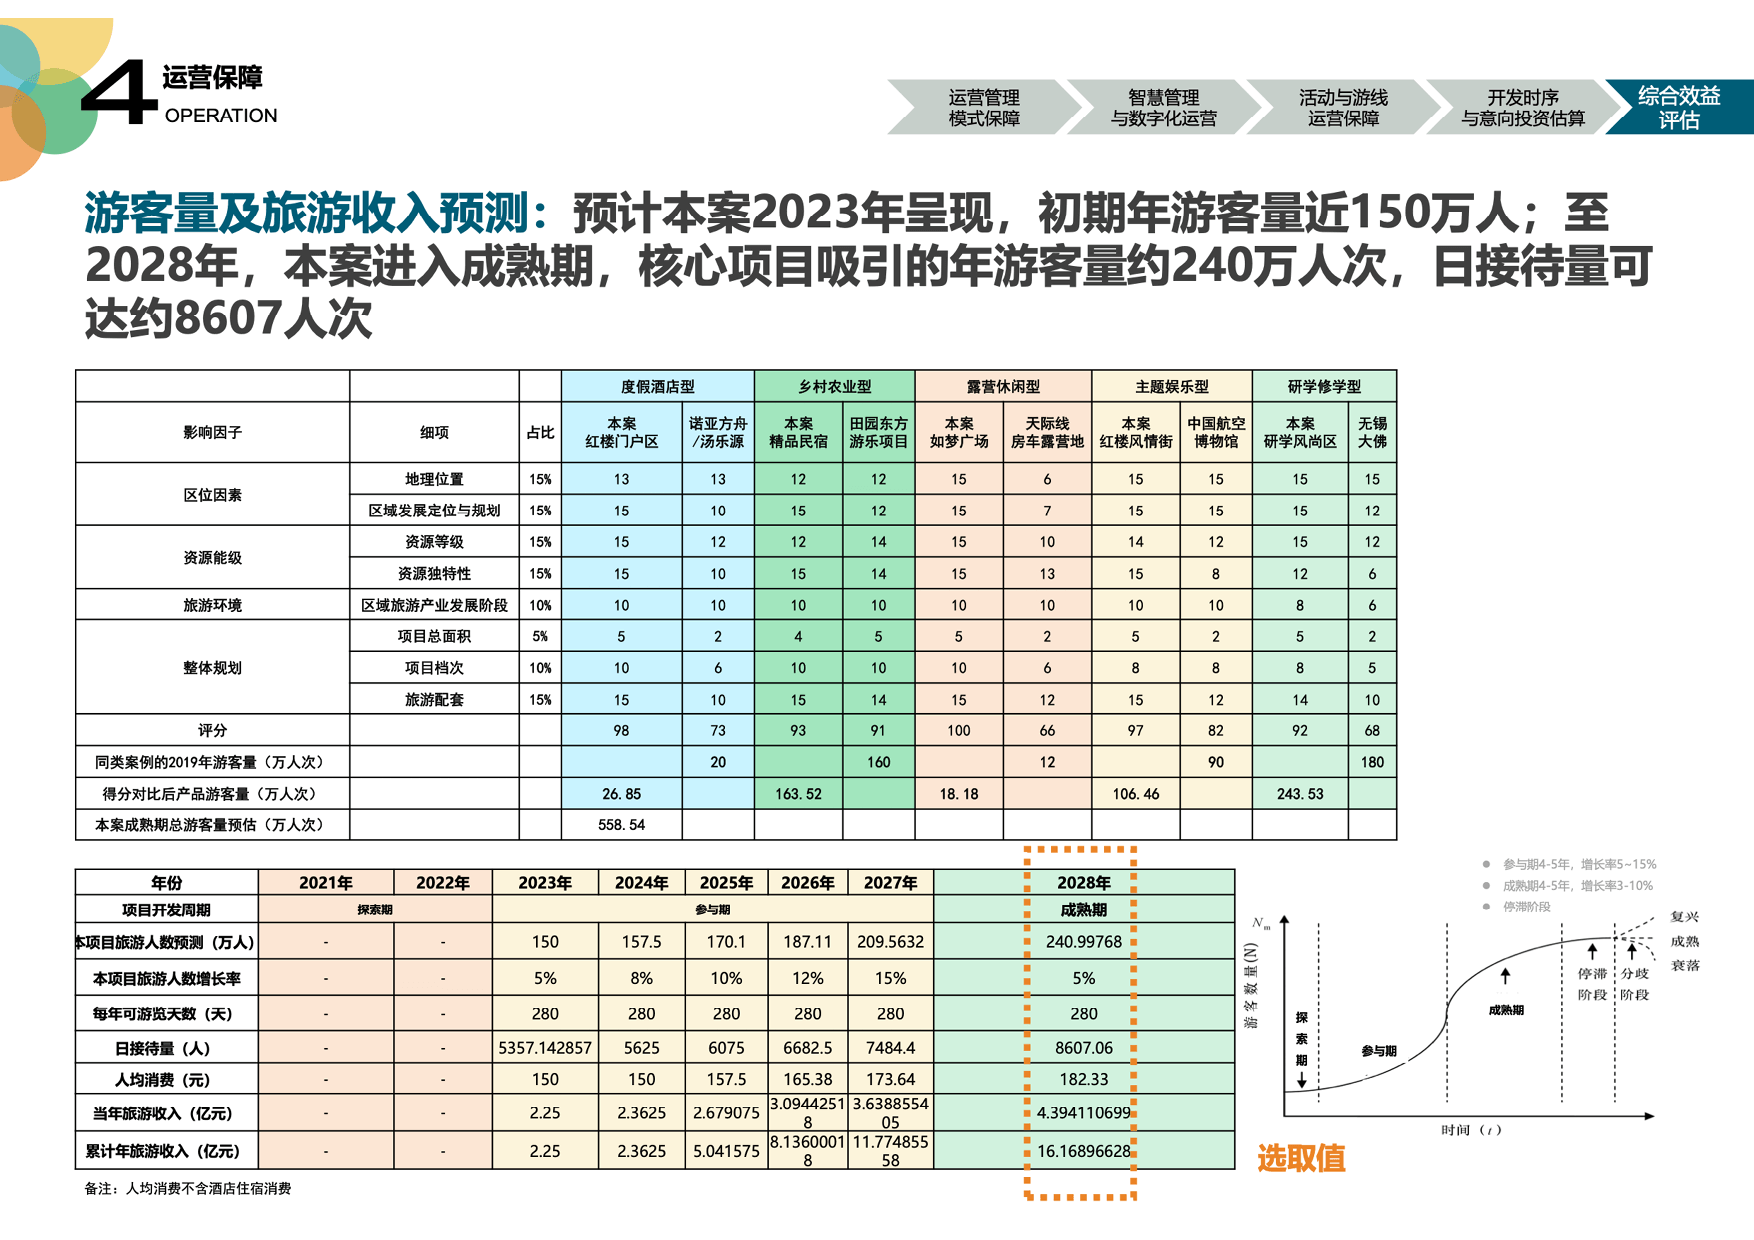 4 运营保障
OPERATION
运营管理
模式保障
智慧管理
与数字化运营
活动与游线
运营保障
开发时序
与意向投资估算
综合效益
评估
游客量及旅游收入预测：预计本案2023年呈现，初期年游客量近150万人；至
2028年，本案进入成熟期，核心项目吸引的年游客量约240万人次，日接待量可
达约8607人次
度假酒店型 乡村农业型 露营休闲型 主题娱乐型 研学修学型
影响因子 细项 占比 本案红楼门户区 诺亚方舟/汤乐源 本案精品民宿 田园东方游乐项目 本案如梦广场 天际线房车露营地 本案红楼风情街 中国航空博物馆 本案研学风尚区 无锡大佛
区位因素 地理位置 15% 13 13 12 12 15 6 15 15 15 15
区域发展定位与规划 15% 15 10 15 12 15 7 15 15 15 12
资源能级 资源等级 15% 15 12 12 14 15 10 14 12 15 12
资源独特性 15% 15 10 15 14 15 13 15 8 12 6
旅游环境 区域旅游产业发展阶段 10% 10 10 10 10 10 10 10 10 8 6
整体规划 项目总面积 5% 5 2 4 5 5 2 5 2 5 2
项目档次 10% 10 6 10 10 10 6 8 8 8 5
旅游配套 15% 15 10 15 14 15 12 15 12 14 10
评分 98 73 93 91 100 66 97 82 92 68
同类案例的2019年游客量（万人次） 20 160 12 90 180
得分对比后产品游客量（万人次） 26.85 163.52 18.18 106.46 243.53
本案成熟期总游客量预估（万人次） 558.54
年份 2021年 2022年 2023年 2024年 2025年 2026年 2027年 2028年
项目开发周期 探索期 参与期 成熟期
本项目旅游人数预测（万人） - - 150 157.5 170.1 187.11 209.5632 240.99768
本项目旅游人数增长率 - - 5% 8% 10% 12% 15% 5%
每年可游览天数（天） - - 280 280 280 280 280 280
日接待量（人） - - 5357.142857 5625 6075 6682.5 7484.4 8607.06
人均消费（元） - - 150 150 157.5 165.38 173.64 182.33
当年旅游收入（亿元） - - 2.25 2.3625 2.679075 3.09442518 3.638855405 4.394110699
累计年旅游收入（亿元） - - 2.25 2.3625 5.041575 8.13600018 11.77485558 16.16896628
备注：人均消费不含酒店住宿消费
参与期4-5年，增长率5~15%
成熟期4-5年，增长率3-10%
停滞阶段
Nm
游客数量(N)
探索期
参与期
成熟期
停滞阶段
分歧阶段
复兴
成熟
衰落
时间（t）
选取值